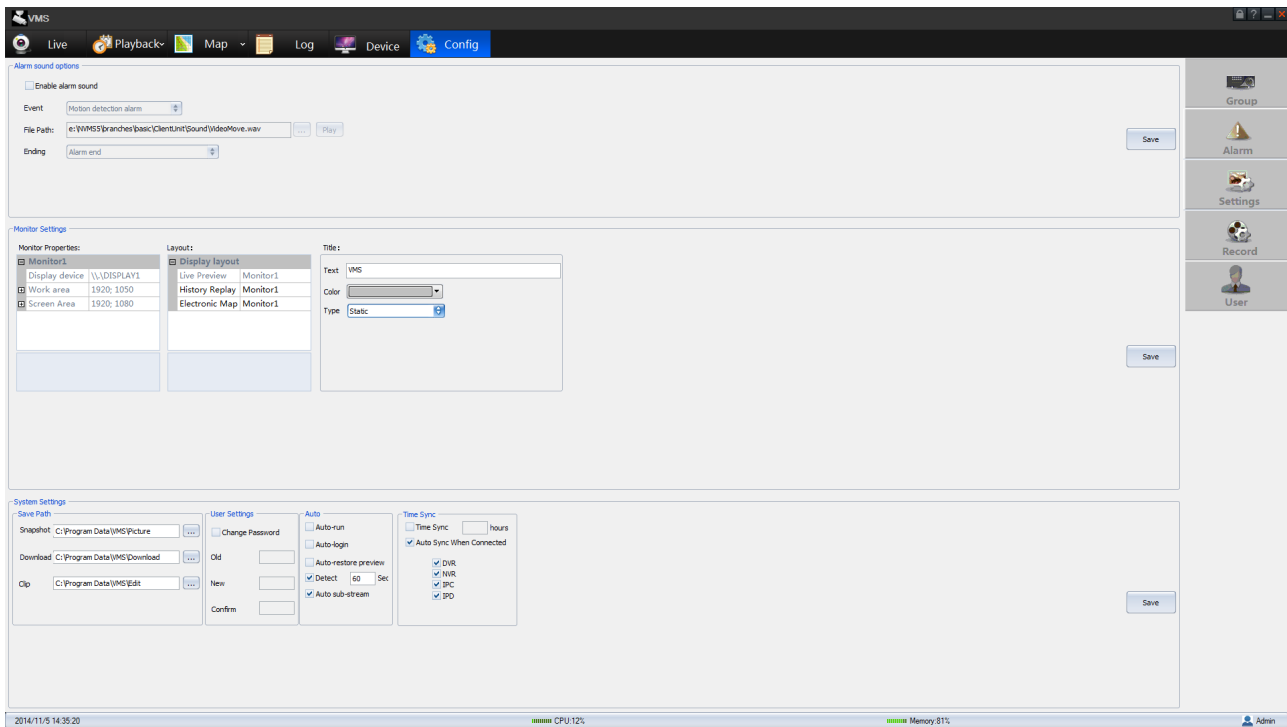 VMS
Live Playback Map Log Device Config
Alarm sound options
Enable alarm sound
Event Motion detection alarm
File Path: e:\NVMS5\branches\basic\ClientUnit\Sound\VideoMove.wav ... Play
Ending Alarm end
Save
Group
Alarm
Settings
Record
User
Monitor Settings
Monitor Properties: Layout: Title:
Monitor1 Display layout
Display device \\.\DISPLAY1 Live Preview Monitor1 Text VMS
Work area 1920; 1050 History Replay Monitor1 Color
Screen Area 1920; 1080 Electronic Map Monitor1 Type Static
Save
System Settings
Save Path
Snapshot C:\Program Data\VMS\Picture ...
Download C:\Program Data\VMS\Download ...
Clip C:\Program Data\VMS\Edit ...
User Settings
Change Password
Old
New
Confirm
Auto
Auto-run
Auto-login
Auto-restore preview
Detect 60 Sec
Auto sub-stream
Time Sync
Time Sync hours
Auto Sync When Connected
DVR
NVR
IPC
IPD
Save
2014/11/5 14:35:20 CPU:12% Memory:81% Admin